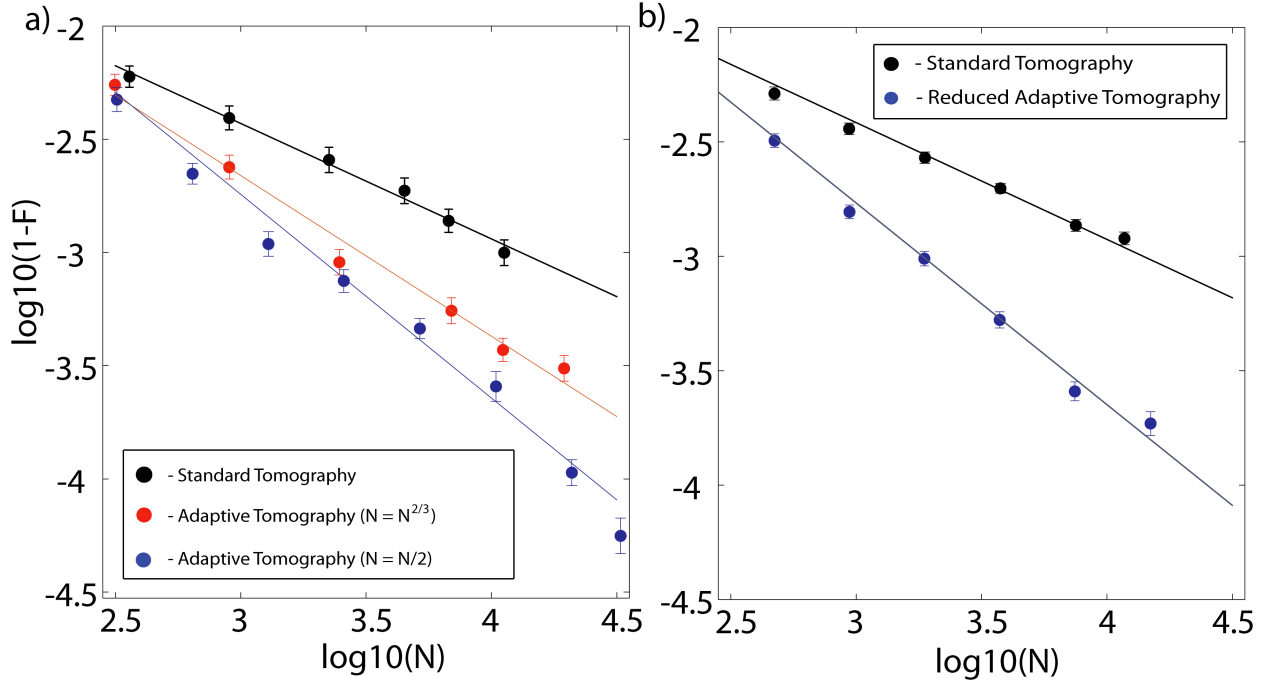 a)
-2
-2.5
-3
-3.5
-4
-4.5
log10(1-F)
- Standard Tomography
- Adaptive Tomography (N = N^2/3)
- Adaptive Tomography (N = N/2)
2.5 3 3.5 4 4.5
log10(N)
b)
-2
-2.5
-3
-3.5
-4
-4.5
- Standard Tomography
- Reduced Adaptive Tomography
2.5 3 3.5 4 4.5
log10(N)